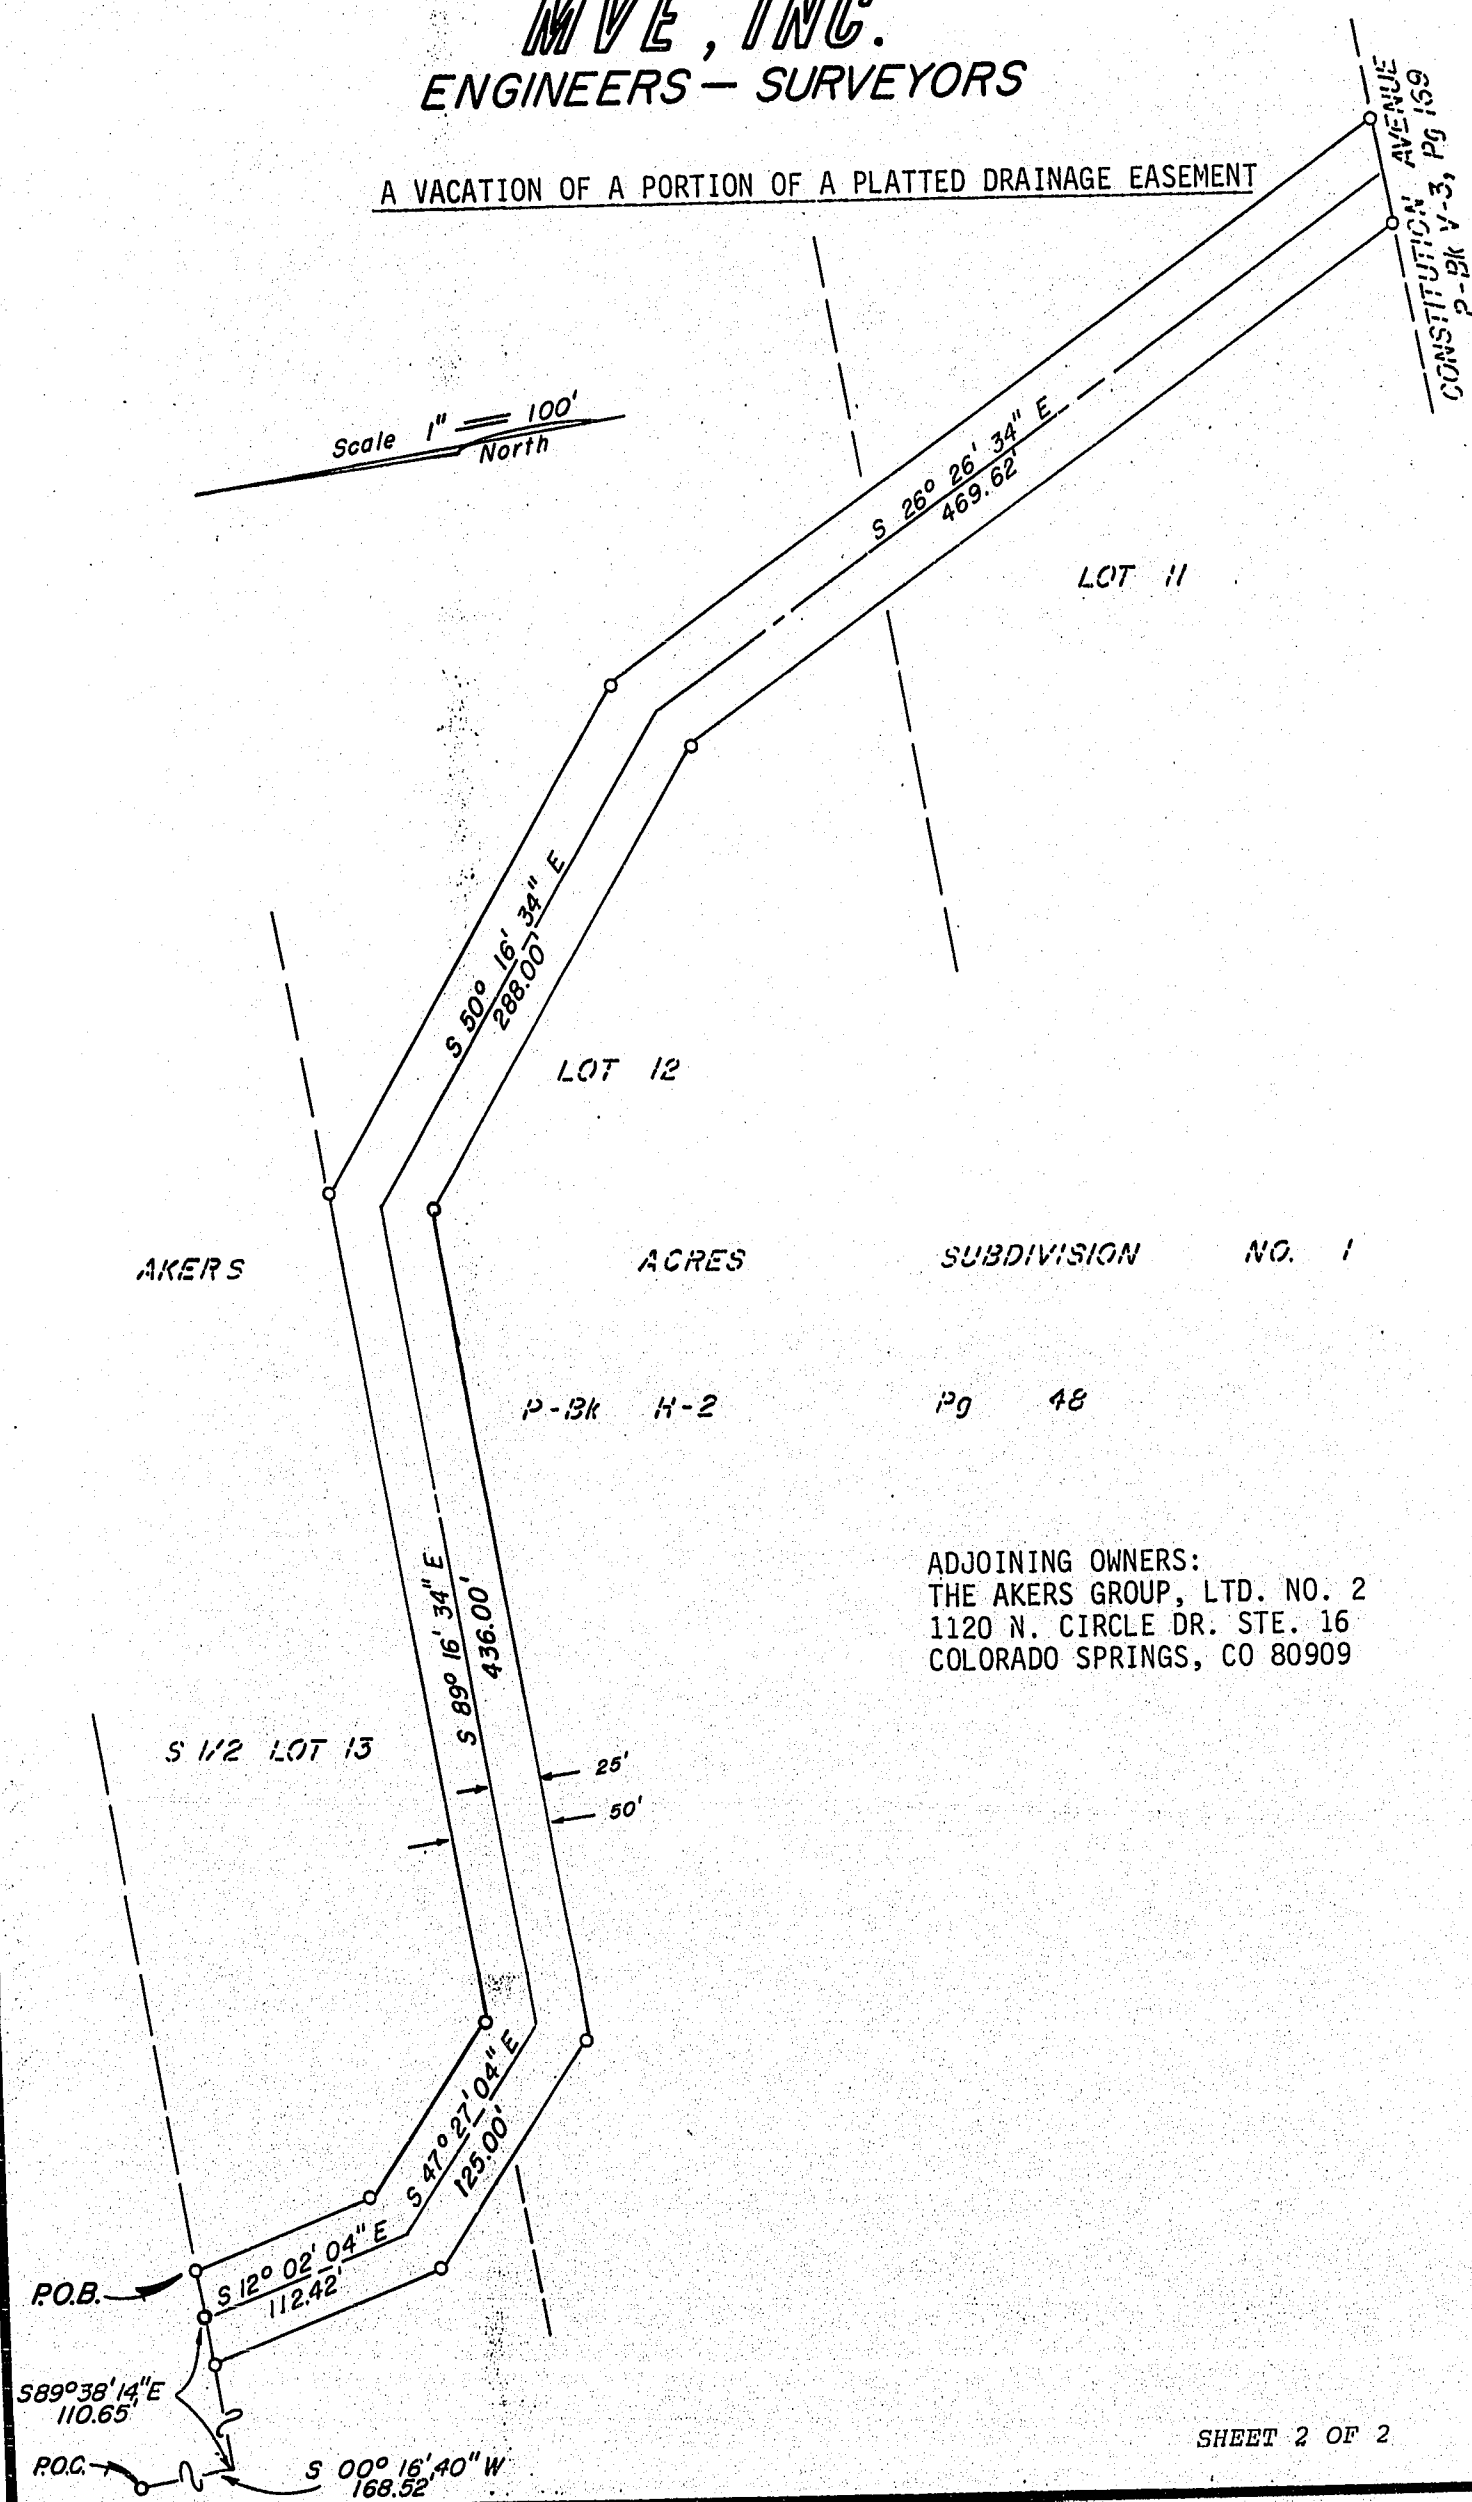 MVE, INC.
ENGINEERS — SURVEYORS
A VACATION OF A PORTION OF A PLATTED DRAINAGE EASEMENT
CONSTITUTION AVENUE
P-BK V-3, Pg 169
Scale 1" = 100'
North
S 26° 26' 34" E
469.62'
LOT 11
S 50° 16' 34" E
288.00'
LOT 12
AKERS ACRES SUBDIVISION NO. 1
P-Bk H-2 Pg 48
S 89° 16' 34" E
436.00'
ADJOINING OWNERS:
THE AKERS GROUP, LTD. NO. 2
1120 N. CIRCLE DR. STE. 16
COLORADO SPRINGS, CO 80909
S 1/2 LOT 13
25'
50'
S 47° 27' 04" E
125.00'
S 12° 02' 04" E
112.42'
P.O.B.
S89°38'14"E
110.65'
P.O.C.
S 00° 16' 40" W
168.52'
SHEET 2 OF 2